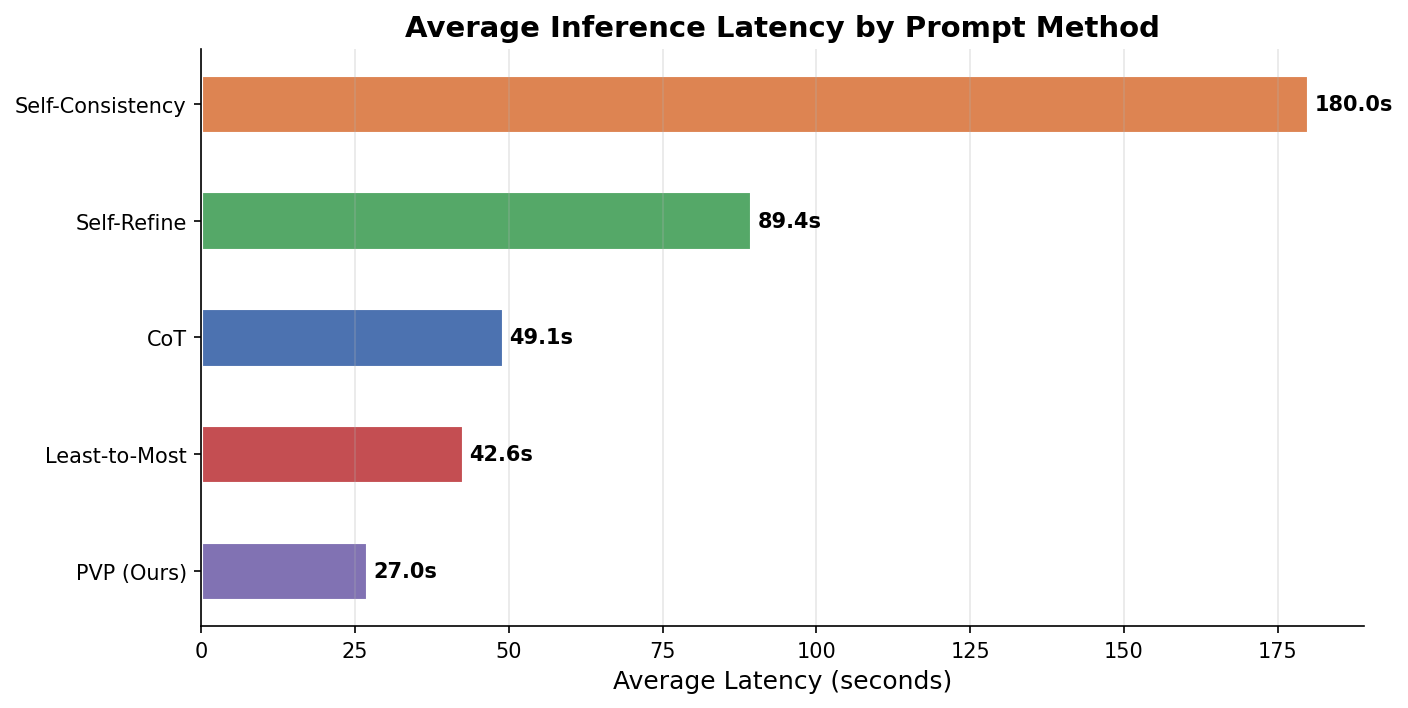 Average Inference Latency by Prompt Method
Self-Consistency 180.0s
Self-Refine 89.4s
CoT 49.1s
Least-to-Most 42.6s
PVP (Ours) 27.0s
0 25 50 75 100 125 150 175
Average Latency (seconds)